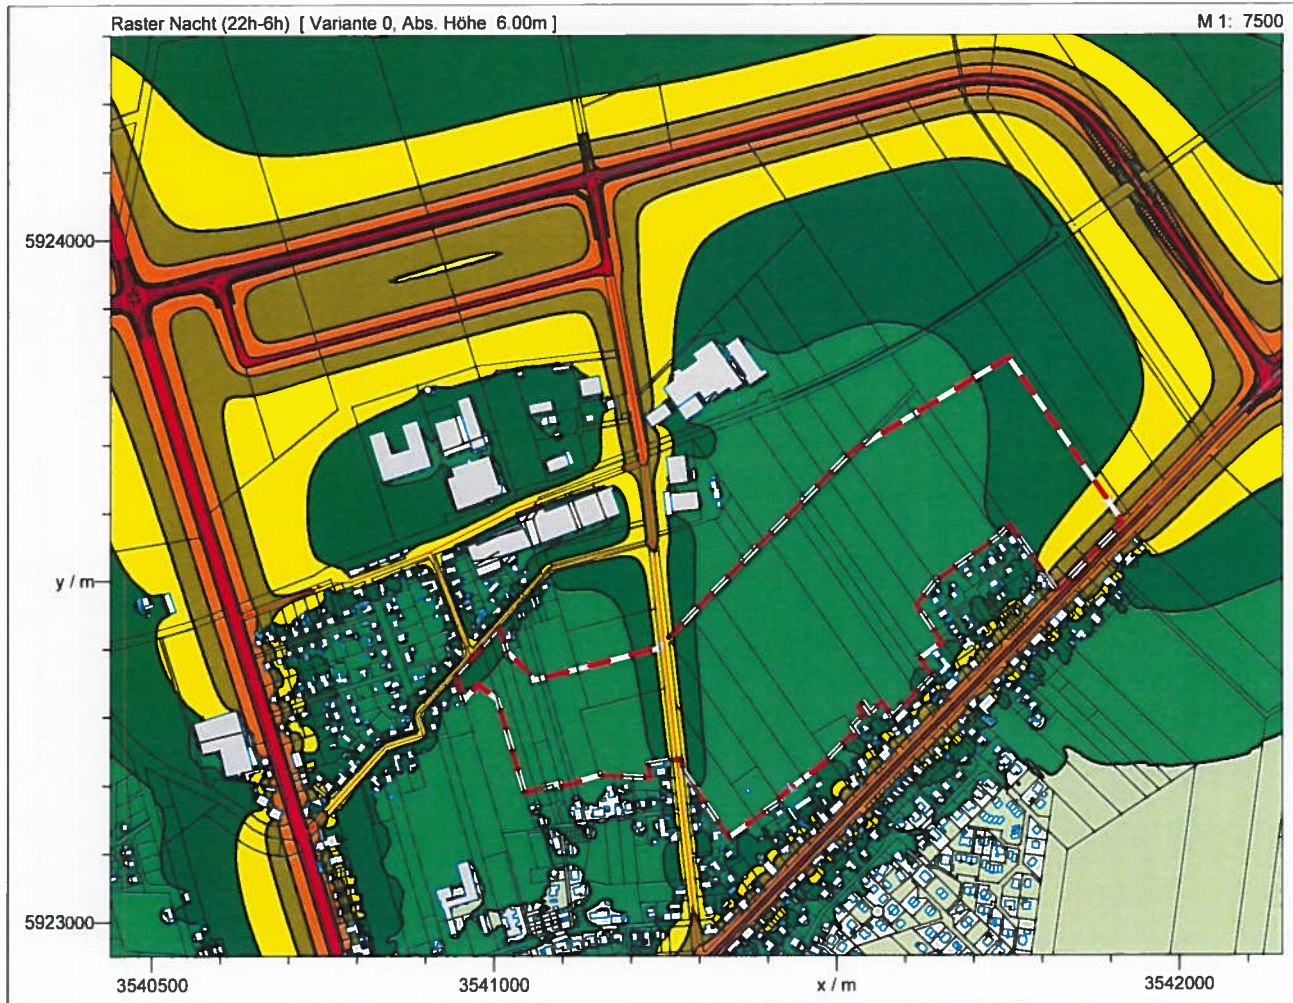 Raster Nacht (22h-6h) [ Variante 0, Abs. Höhe 6.00m ]
M 1: 7500
5924000
y / m
5923000
3540500
3541000
x / m
3542000